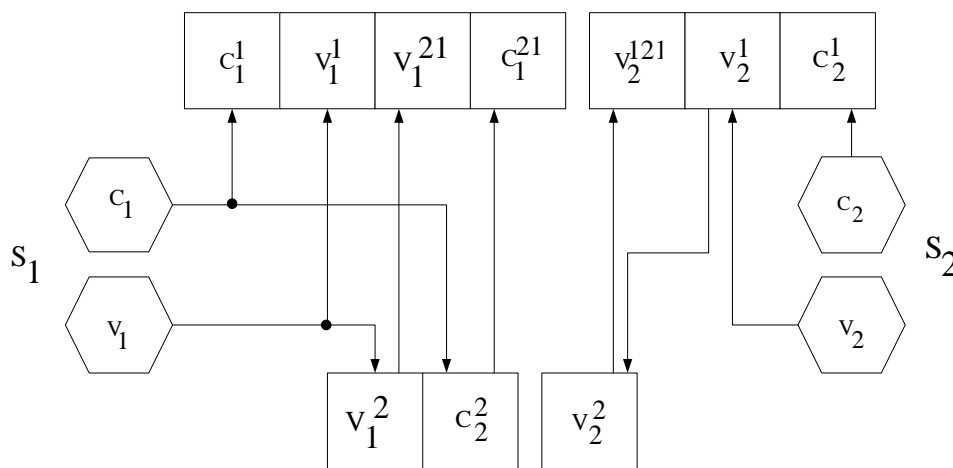 C₁¹ V₁¹ V₁²¹ C₁²¹ V₂¹²¹ V₂¹ C₂¹
C₁ C₂
S₁ S₂
V₁ V₂
V₁² C₂² V₂²